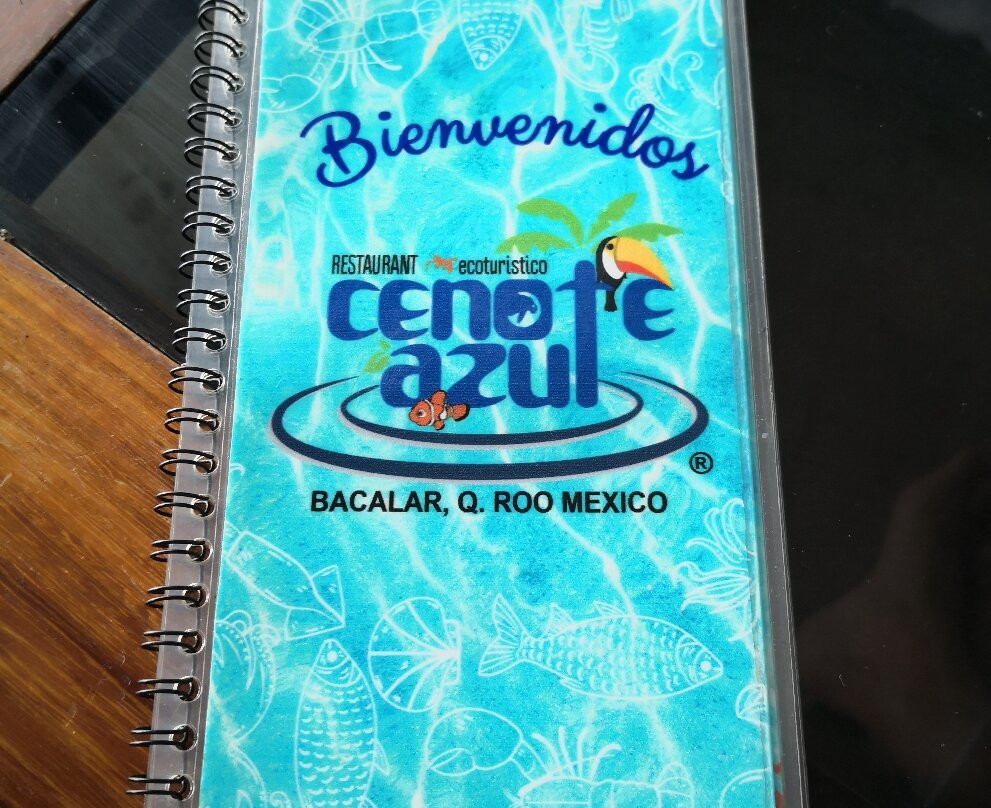 Bienvenidos
RESTAURANT ecoturistico
cenote
azul
®
BACALAR, Q. ROO MEXICO